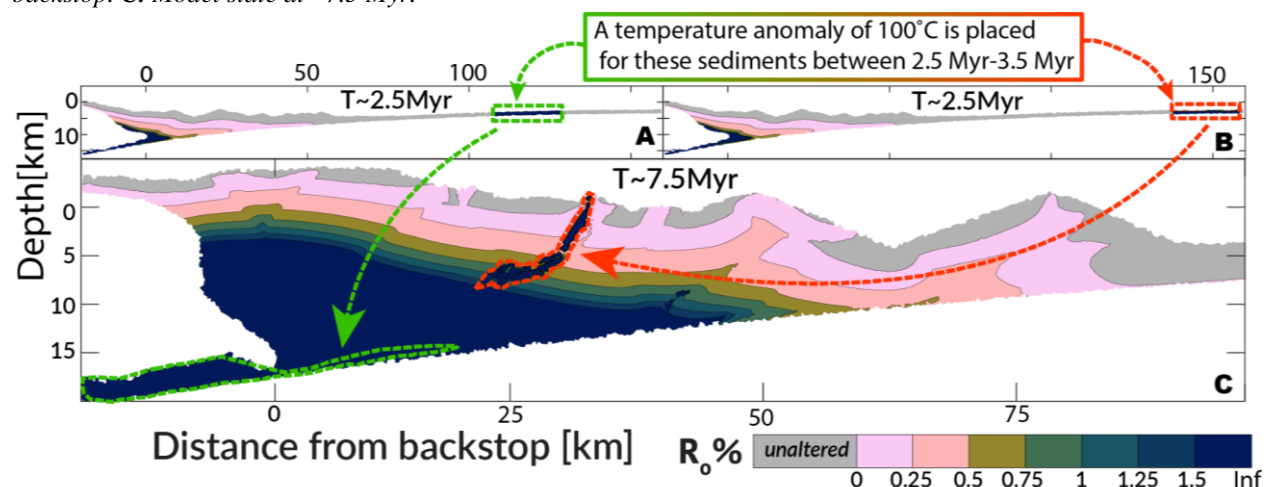 backstop. C. Model state at ~7.5 Myr.
A temperature anomaly of 100°C is placed
for these sediments between 2.5 Myr-3.5 Myr
0 50 100 150
0 T~2.5Myr T~2.5Myr
10 A B
Depth[km]
T~7.5Myr
0
5
10
15
C
0 25 50 75
Distance from backstop [km]
Ro% unaltered
0 0.25 0.5 0.75 1 1.25 1.5 Inf